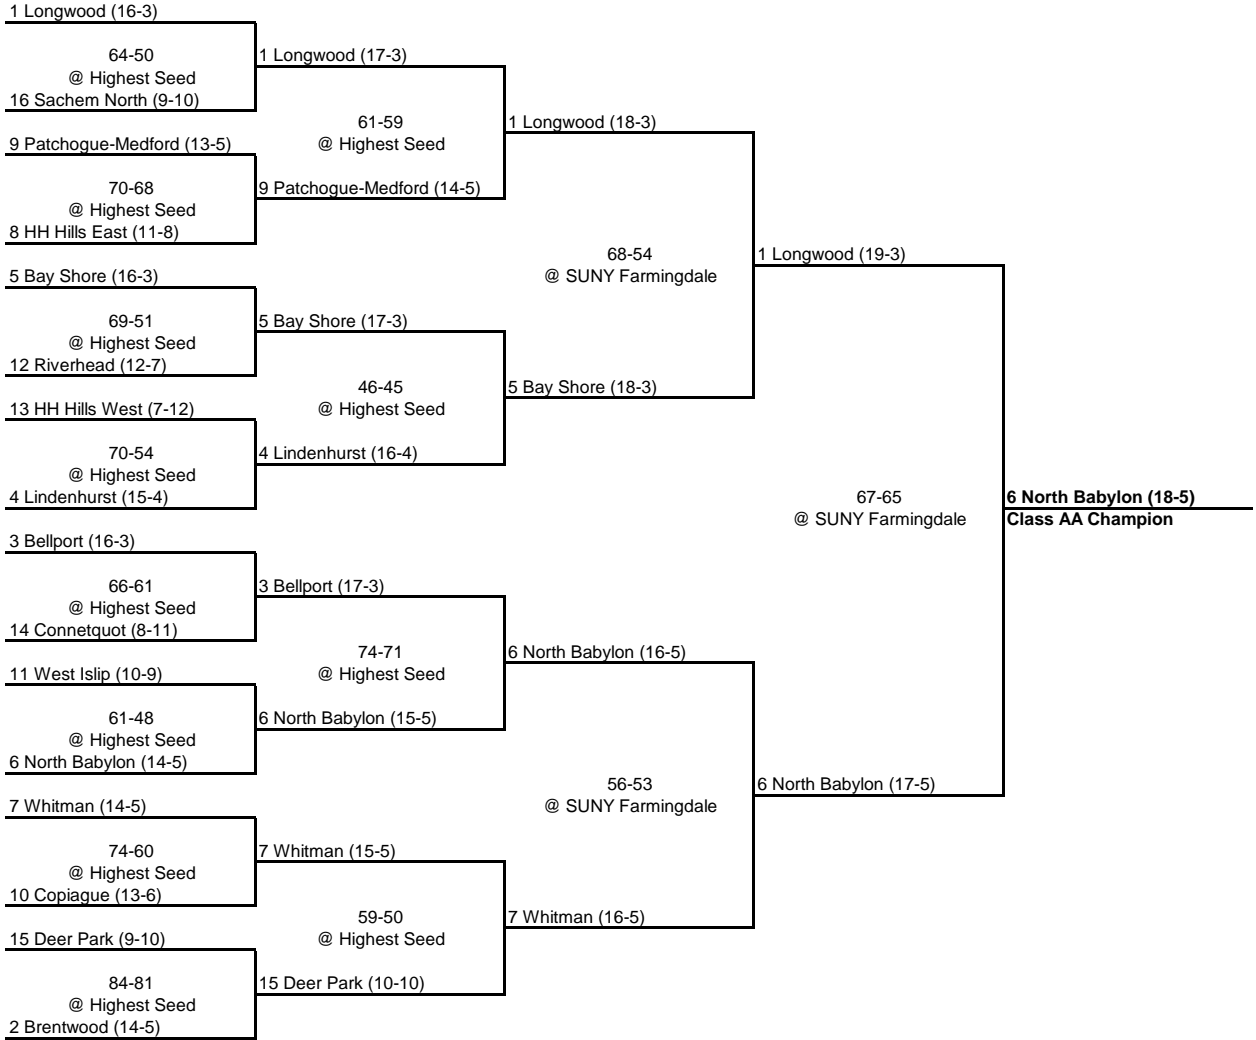 1 Longwood (16-3)
64-50
@ Highest Seed
16 Sachem North (9-10)
9 Patchogue-Medford (13-5)
70-68
@ Highest Seed
8 HH Hills East (11-8)
5 Bay Shore (16-3)
69-51
@ Highest Seed
12 Riverhead (12-7)
13 HH Hills West (7-12)
70-54
@ Highest Seed
4 Lindenhurst (15-4)
3 Bellport (16-3)
66-61
@ Highest Seed
14 Connetquot (8-11)
11 West Islip (10-9)
61-48
@ Highest Seed
6 North Babylon (14-5)
7 Whitman (14-5)
74-60
@ Highest Seed
10 Copiague (13-6)
15 Deer Park (9-10)
84-81
@ Highest Seed
2 Brentwood (14-5)
1 Longwood (17-3)
61-59
@ Highest Seed
9 Patchogue-Medford (14-5)
5 Bay Shore (17-3)
46-45
@ Highest Seed
4 Lindenhurst (16-4)
3 Bellport (17-3)
74-71
@ Highest Seed
6 North Babylon (15-5)
7 Whitman (15-5)
59-50
@ Highest Seed
15 Deer Park (10-10)
1 Longwood (18-3)
68-54
@ SUNY Farmingdale
5 Bay Shore (18-3)
6 North Babylon (16-5)
56-53
@ SUNY Farmingdale
7 Whitman (16-5)
1 Longwood (19-3)
67-65
@ SUNY Farmingdale
6 North Babylon (17-5)
6 North Babylon (18-5)
Class AA Champion